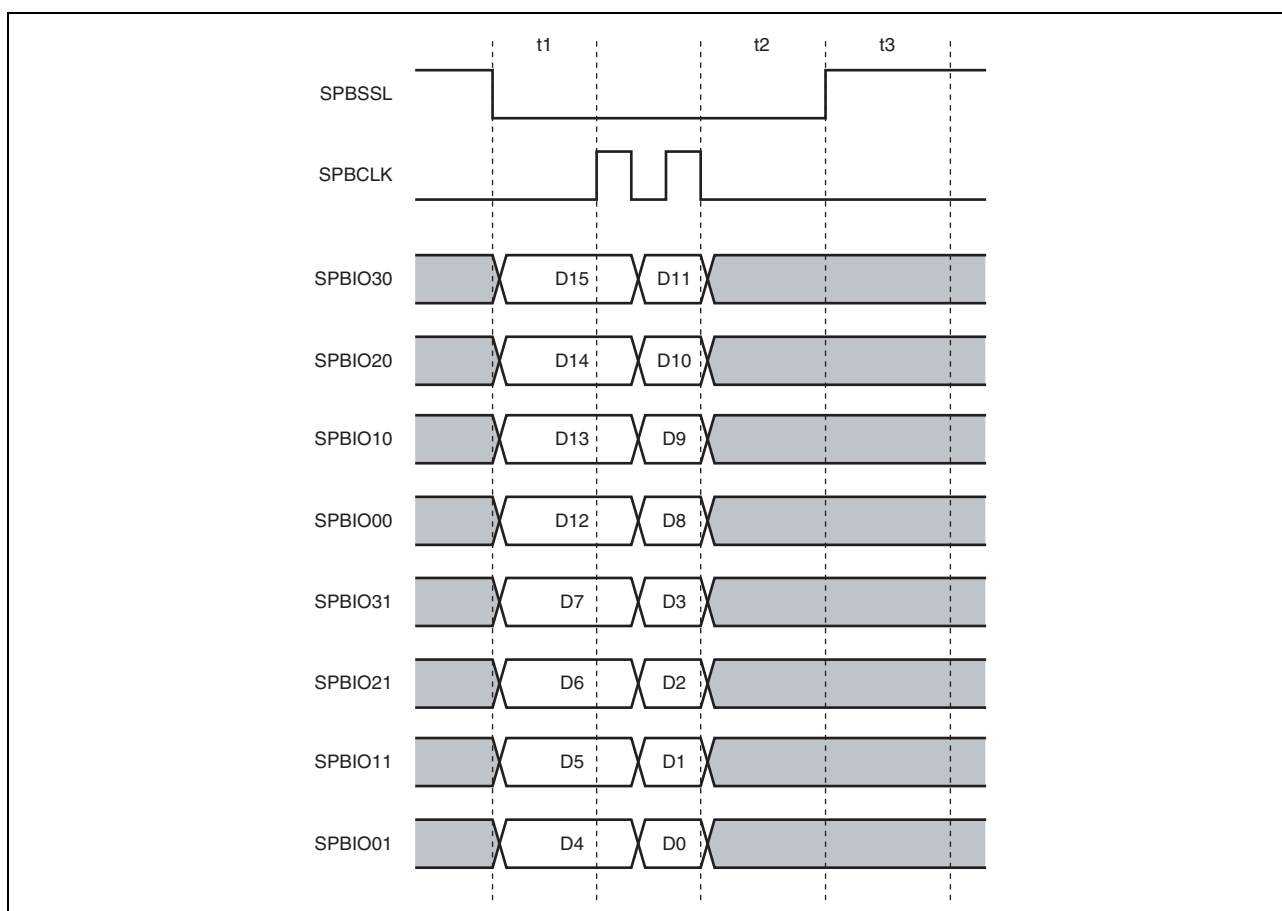 t1 t2 t3
SPBSSL
SPBCLK
SPBIO30 D15 D11
SPBIO20 D14 D10
SPBIO10 D13 D9
SPBIO00 D12 D8
SPBIO31 D7 D3
SPBIO21 D6 D2
SPBIO11 D5 D1
SPBIO01 D4 D0